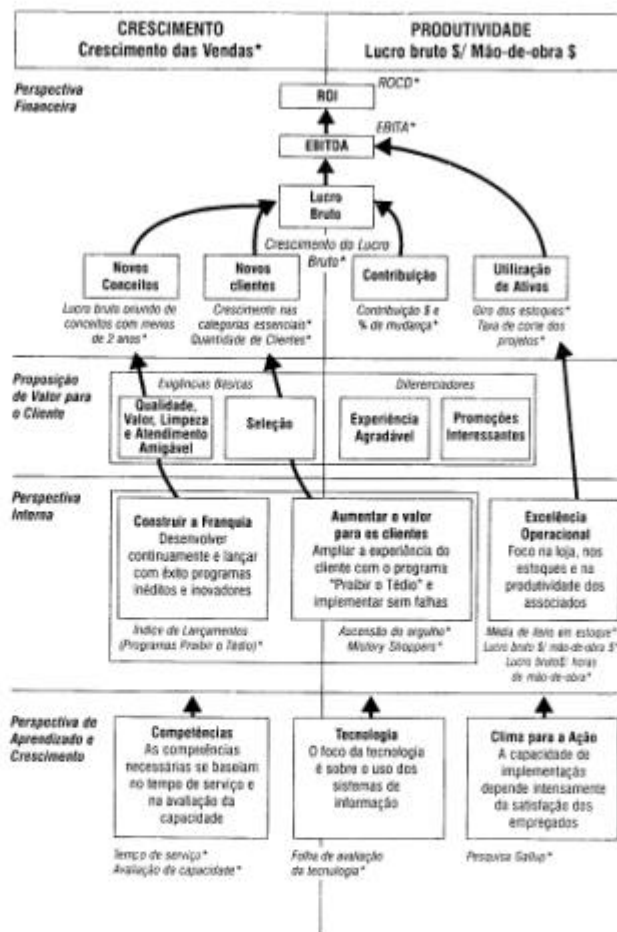 CRESCIMENTO
Crescimento das Vendas*
PRODUTIVIDADE
Lucro bruto $/ Mão-de-obra $
Perspectiva
Financeira
ROCD*
ROI
EBITA*
EBITDA
Lucro
Bruto
Crescimento do Lucro
Bruto*
Novos
Conceitos
Lucro bruto oriundo de
conceitos com menos
de 2 anos*
Novos
clientes
Crescimento nas
categorias essenciais*
Quantidade de Clientes*
Contribuição
Contribuição $ e
% de mudança*
Utilização
de Ativos
Giro dos estoques*
Taxa de corte dos
projetos*
Proposição
de Valor para
o Cliente
Exigências Básicas
Qualidade,
Valor, Limpeza
e Atendimento
Amigável
Seleção
Diferenciadores
Experiência
Agradável
Promoções
Interessantes
Perspectiva
Interna
Construir a Franquia
Desenvolver
continuamente e lançar
com êxito programas
inéditos e inovadores
Índice de Lançamentos
(Programas Proibir o Tédio)*
Aumentar o valor
para os clientes
Ampliar a experiência do
cliente com o programa
"Proibir o Tédio" e
implementar sem falhas
Ascensão do orgulho*
Mistory Shoppers*
Excelência
Operacional
Foco na loja, nos
estoques e na
produtividade dos
associados
Média de itens em estoque*
Lucro bruto $/ mão-de-obra $*
Lucro bruto$/ horas
de mão-de-obra*
Perspectiva de
Aprendizado e
Crescimento
Competências
As competências
necessárias se baseiam
no tempo de serviço e
na avaliação da
capacidade
Tempo de serviço*
Avaliação da capacidade*
Tecnologia
O foco da tecnologia
é sobre o uso dos
sistemas de
informação
Folha de avaliação
da tecnologia*
Clima para a Ação
A capacidade de
implementação
depende intensamente
da satisfação dos
empregados
Pesquisa Gallup*